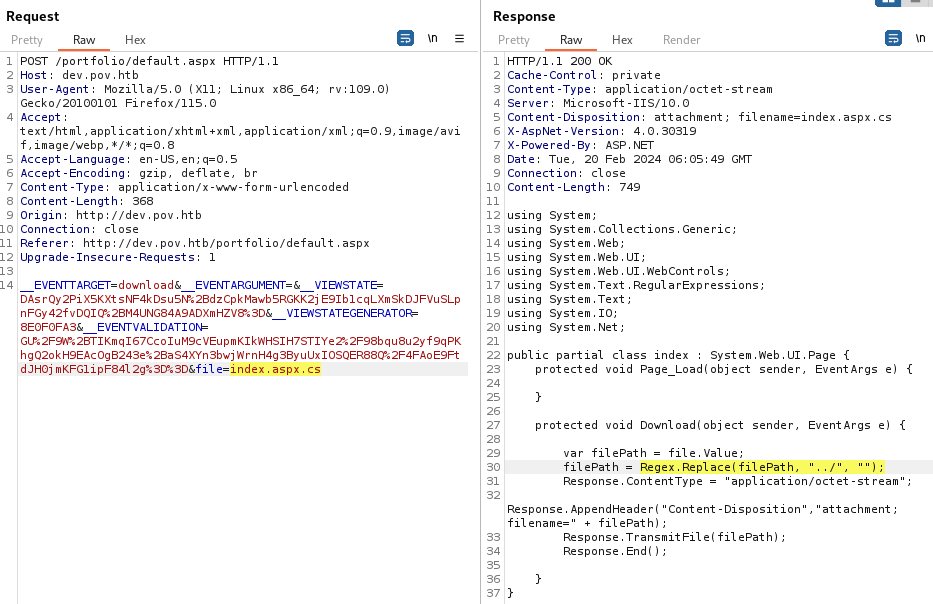 Request
Pretty Raw Hex \n
1 POST /portfolio/default.aspx HTTP/1.1
2 Host: dev.pov.htb
3 User-Agent: Mozilla/5.0 (X11; Linux x86_64; rv:109.0)
Gecko/20100101 Firefox/115.0
4 Accept:
text/html,application/xhtml+xml,application/xml;q=0.9,image/avi
f,image/webp,*/*;q=0.8
5 Accept-Language: en-US,en;q=0.5
6 Accept-Encoding: gzip, deflate, br
7 Content-Type: application/x-www-form-urlencoded
8 Content-Length: 368
9 Origin: http://dev.pov.htb
10 Connection: close
11 Referer: http://dev.pov.htb/portfolio/default.aspx
12 Upgrade-Insecure-Requests: 1
13
14 __EVENTTARGET=download&__EVENTARGUMENT=&__VIEWSTATE=
DAsrQy2PiX5KXtsNF4kDsu5N%2BdzCpkMawb5RGKK2jE9Ib1cqLXmSkDJFVuSLp
nFGy42fvDQIQ%2BM4UNG84A9ADXmHZV8%3D&__VIEWSTATEGENERATOR=
8E0F0FA3&__EVENTVALIDATION=
GU%2F9W%2BTIKmqI67CcoIuM9cVEupmKIkWHSIH7STIYe2%2F98bqu8u2yf9qPK
hgQ2okH9EAcOgB243e%2BaS4XYn3bwjWrnH4g3ByuUxIOSQER88Q%2F4FAoE9Ft
dJH0jmKFG1ipF84l2g%3D%3D&file=index.aspx.cs
Response
Pretty Raw Hex Render \n
1 HTTP/1.1 200 OK
2 Cache-Control: private
3 Content-Type: application/octet-stream
4 Server: Microsoft-IIS/10.0
5 Content-Disposition: attachment; filename=index.aspx.cs
6 X-AspNet-Version: 4.0.30319
7 X-Powered-By: ASP.NET
8 Date: Tue, 20 Feb 2024 06:05:49 GMT
9 Connection: close
10 Content-Length: 749
11
12 using System;
13 using System.Collections.Generic;
14 using System.Web;
15 using System.Web.UI;
16 using System.Web.UI.WebControls;
17 using System.Text.RegularExpressions;
18 using System.Text;
19 using System.IO;
20 using System.Net;
21
22 public partial class index : System.Web.UI.Page {
23 protected void Page_Load(object sender, EventArgs e) {
24
25 }
26
27 protected void Download(object sender, EventArgs e) {
28
29 var filePath = file.Value;
30 filePath = Regex.Replace(filePath, "../", "");
31 Response.ContentType = "application/octet-stream";
32
Response.AppendHeader("Content-Disposition","attachment;
filename=" + filePath);
33 Response.TransmitFile(filePath);
34 Response.End();
35
36 }
37 }